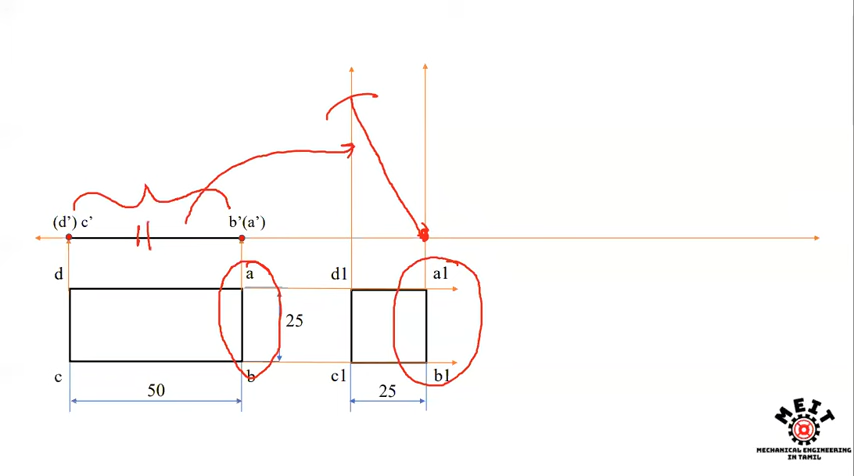 (d’) c’
b’(a’)
d
a
d1
a1
25
c
b
c1
b1
50
25
MEIT
MECHANICAL ENGINEERING
IN TAMIL